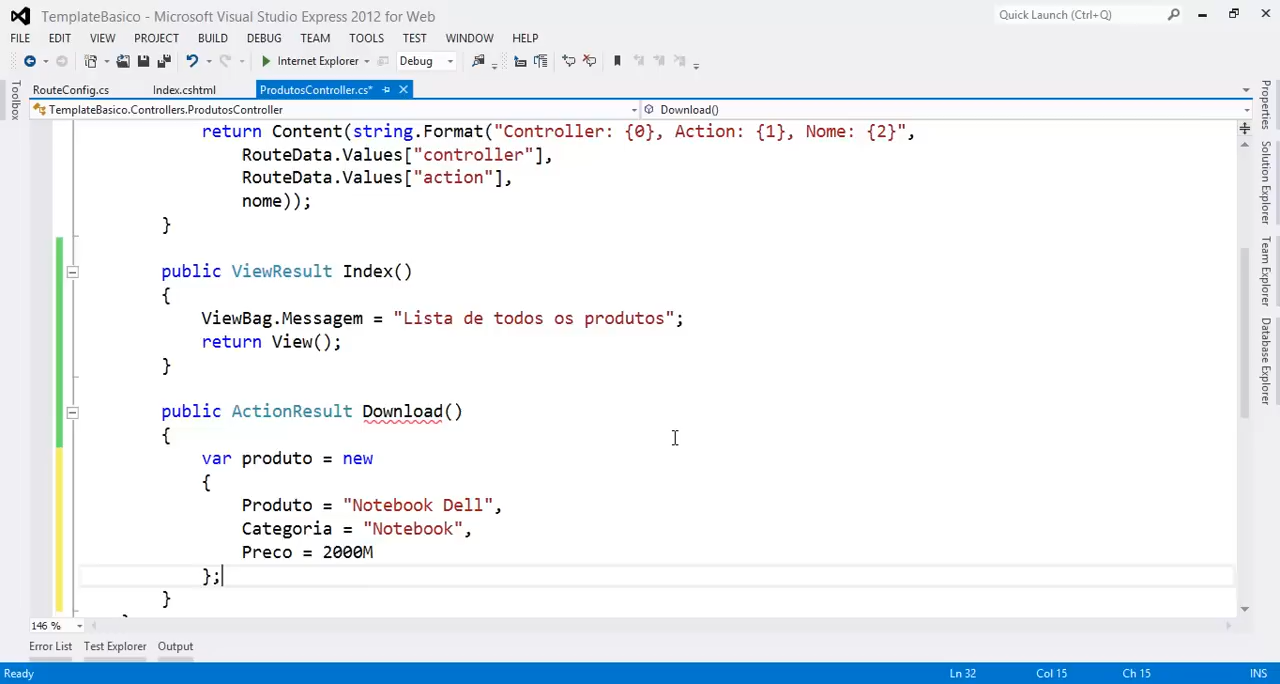 TemplateBasico - Microsoft Visual Studio Express 2012 for Web
Quick Launch (Ctrl+Q)
FILE EDIT VIEW PROJECT BUILD DEBUG TEAM TOOLS TEST WINDOW HELP
Internet Explorer Debug
RouteConfig.cs Index.cshtml ProdutosController.cs*
TemplateBasico.Controllers.ProdutosController Download()
return Content(string.Format("Controller: {0}, Action: {1}, Nome: {2}",
RouteData.Values["controller"],
RouteData.Values["action"],
nome));
}
public ViewResult Index()
{
ViewBag.Messagem = "Lista de todos os produtos";
return View();
}
public ActionResult Download()
{
var produto = new
{
Produto = "Notebook Dell",
Categoria = "Notebook",
Preco = 2000M
};
}
146 %
Error List Test Explorer Output
Ready Ln 32 Col 15 Ch 15 INS
Toolbox
Properties
Solution Explorer
Team Explorer
Database Explorer